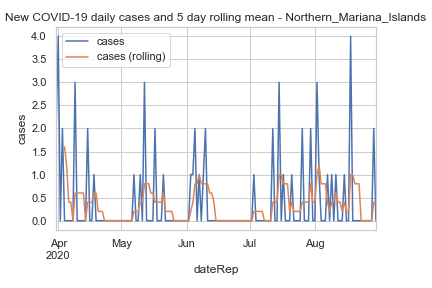 New COVID-19 daily cases and 5 day rolling mean - Northern_Mariana_Islands
cases
cases (rolling)
4.0
3.5
3.0
2.5
2.0
1.5
1.0
0.5
0.0
cases
Apr
2020
May
Jun
Jul
Aug
dateRep